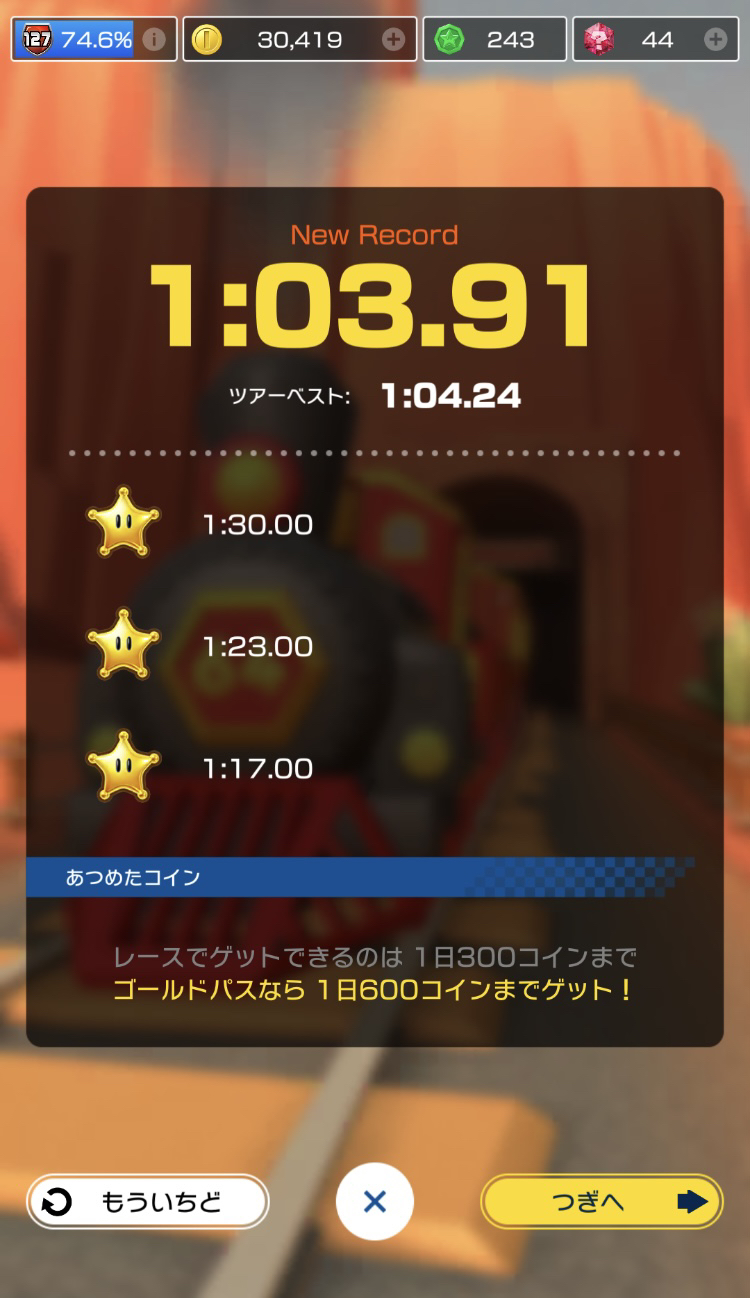 127 74.6% 30,419 243 44
New Record
1:03.91
ツアーベスト: 1:04.24
1:30.00
1:23.00
1:17.00
あつめたコイン
レースでゲットできるのは 1日300コインまで
ゴールドパスなら 1日600コインまでゲット！
もういちど つぎへ